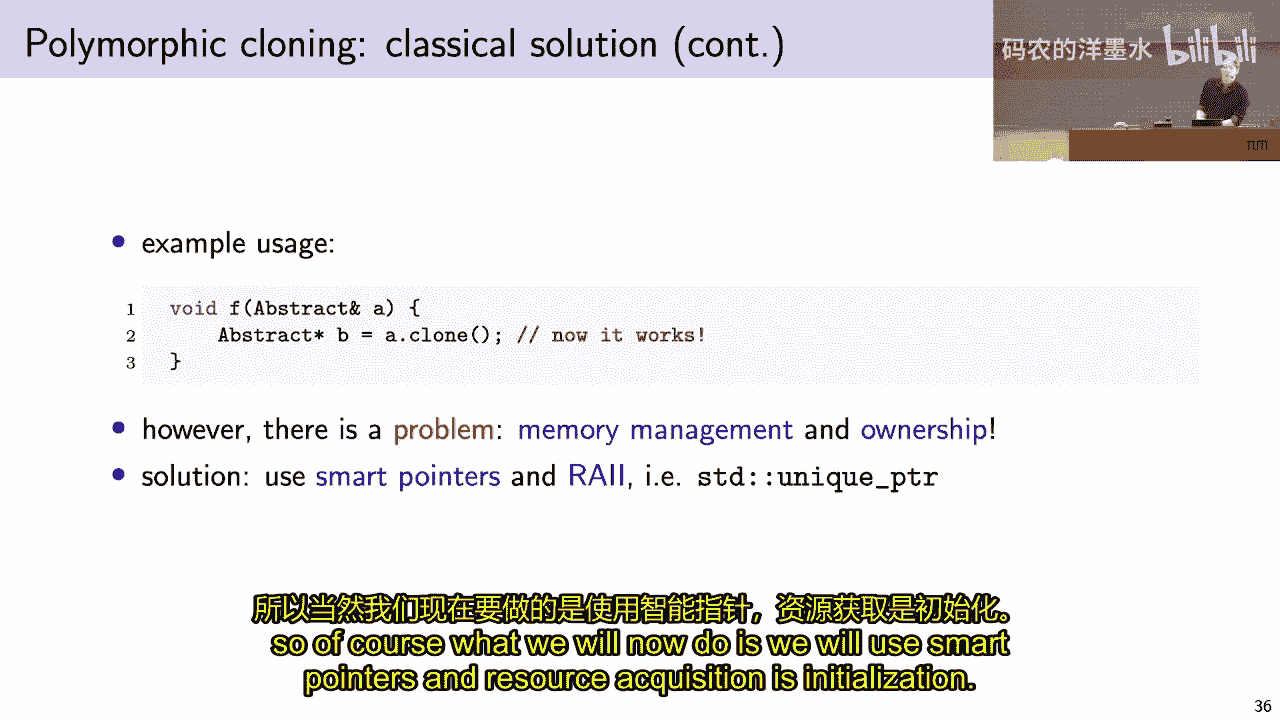 Polymorphic cloning: classical solution (cont.)
码农的洋墨水 bilibili
• example usage:
1 void f(Abstract& a) {
2 Abstract* b = a.clone(); // now it works!
3 }
• however, there is a problem: memory management and ownership!
• solution: use smart pointers and RAII, i.e. std::unique_ptr
所以当然我们现在要做的是使用智能指针，资源获取是初始化。
so of course what we will now do is we will use smart
pointers and resource acquisition is initialization.
36